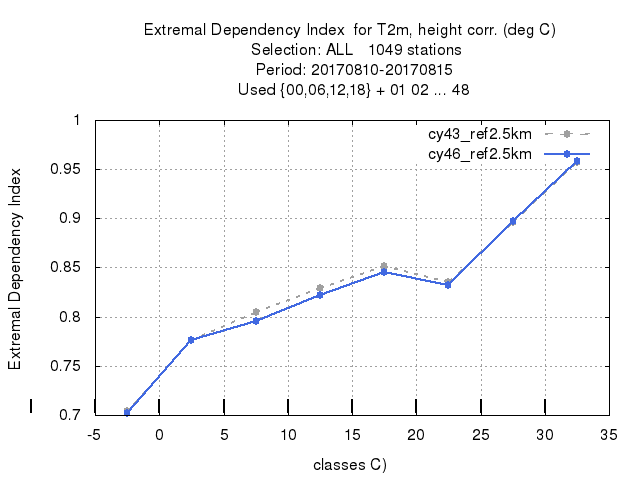 Extremal Dependency Index for T2m, height corr. (deg C)
Selection: ALL 1049 stations
Period: 20170810-20170815
Used {00,06,12,18} + 01 02 ... 48
cy43_ref2.5km
cy46_ref2.5km
Extremal Dependency Index
1
0.95
0.9
0.85
0.8
0.75
0.7
-5 0 5 10 15 20 25 30 35
classes C)